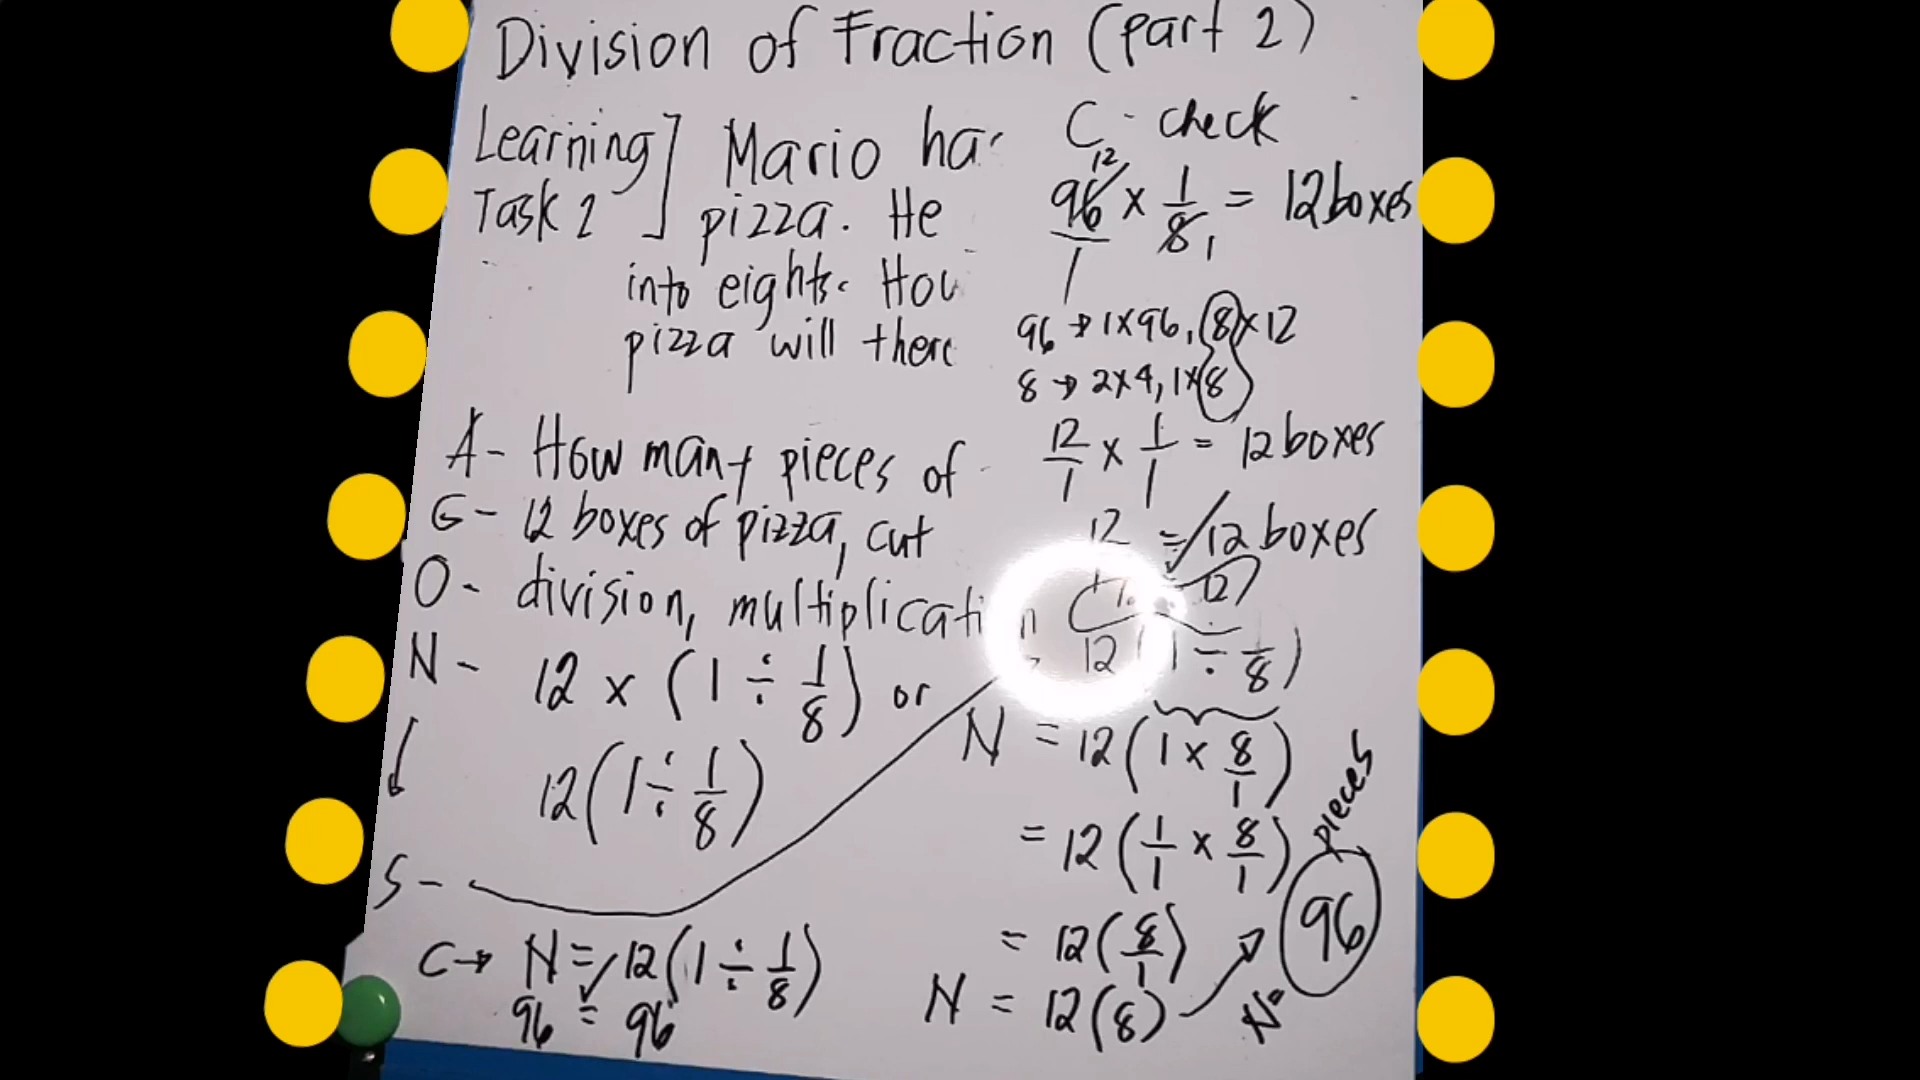 Division of Fraction (part 2)
Learning Task 2
Mario
pizza. He
into eights.
pizza will there
A- How many pieces of
G- 12 boxes of pizza, cut
O- division, multiplication
N- 12 x (1 ÷ 1/8) or
12(1 ÷ 1/8)
S-
C → N = 12(1 ÷ 1/8)
96 = 96
C - check
96/1 x 1/8 = 12 boxes
12
1
96 → 1x96, 8x12
8 → 2x4, 1x8
12/1 x 1/1 = 12 boxes
12 = 12 boxes
12(1 ÷ 1/8)
N = 12(1 x 8/1)
= 12(1/1 x 8/1)
= 12(8/1)
N = 12(8)
N=
96
pieces